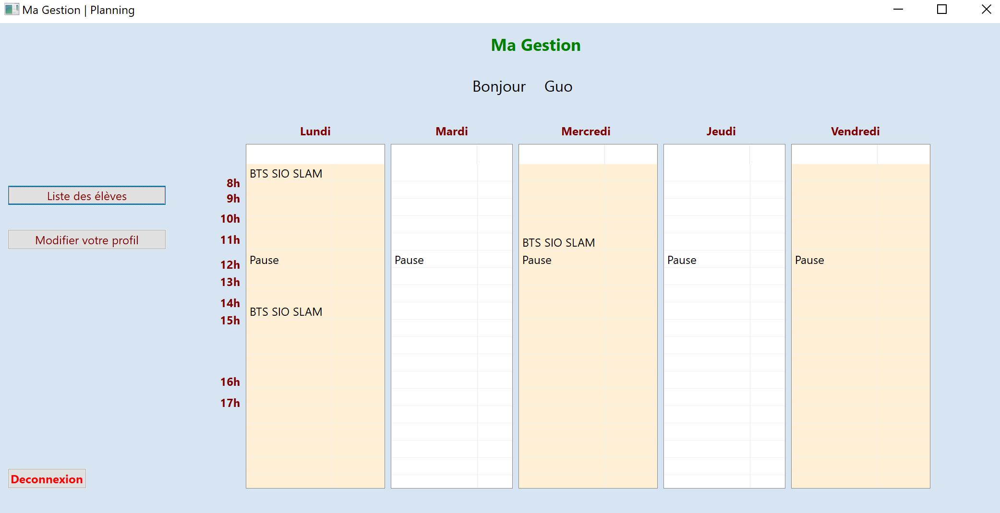 Ma Gestion | Planning
Ma Gestion
Bonjour Guo
Lundi Mardi Mercredi Jeudi Vendredi
BTS SIO SLAM
8h
Liste des élèves
9h
10h
Modifier votre profil
11h BTS SIO SLAM
12h Pause Pause Pause Pause Pause
13h
14h
BTS SIO SLAM
15h
16h
17h
Deconnexion